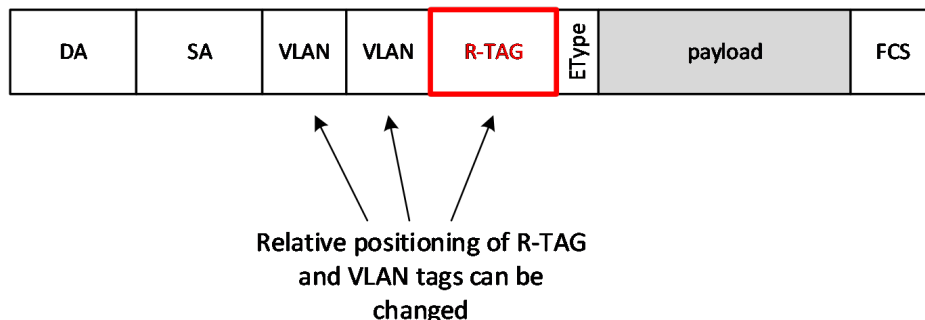 DA SA VLAN VLAN R-TAG EType payload FCS
Relative positioning of R-TAG
and VLAN tags can be
changed